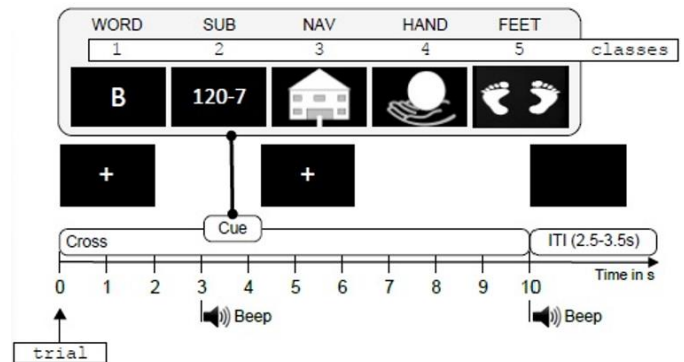 WORD SUB NAV HAND FEET
1 2 3 4 5 classes
B 120-7
+ +
Cue
Cross ITI (2.5-3.5s)
0 1 2 3 4 5 6 7 8 9 10 Time in s
Beep Beep
trial